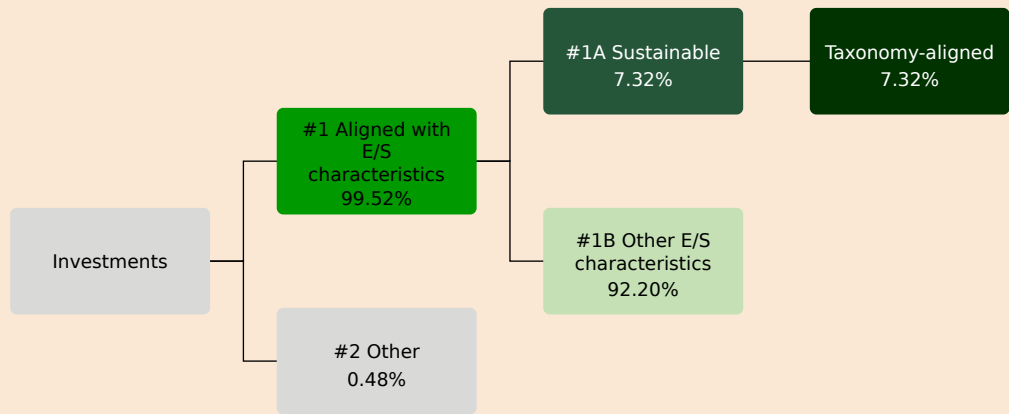 #1A Sustainable
7.32%
Taxonomy-aligned
7.32%
#1 Aligned with
E/S
characteristics
99.52%
Investments
#1B Other E/S
characteristics
92.20%
#2 Other
0.48%